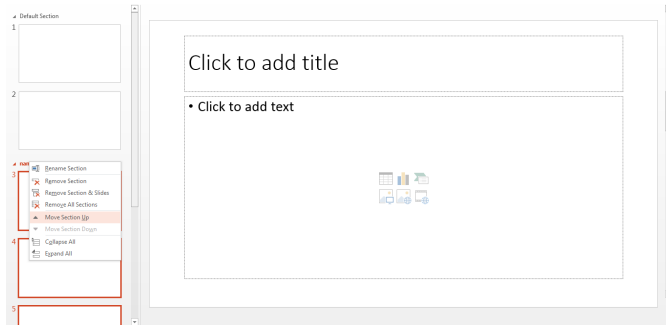 Default Section
1
2
3
Rename Section
Remove Section
Remove Section & Slides
Remove All Sections
Move Section Up
Move Section Down
Collapse All
Expand All
4
5
Click to add title
• Click to add text